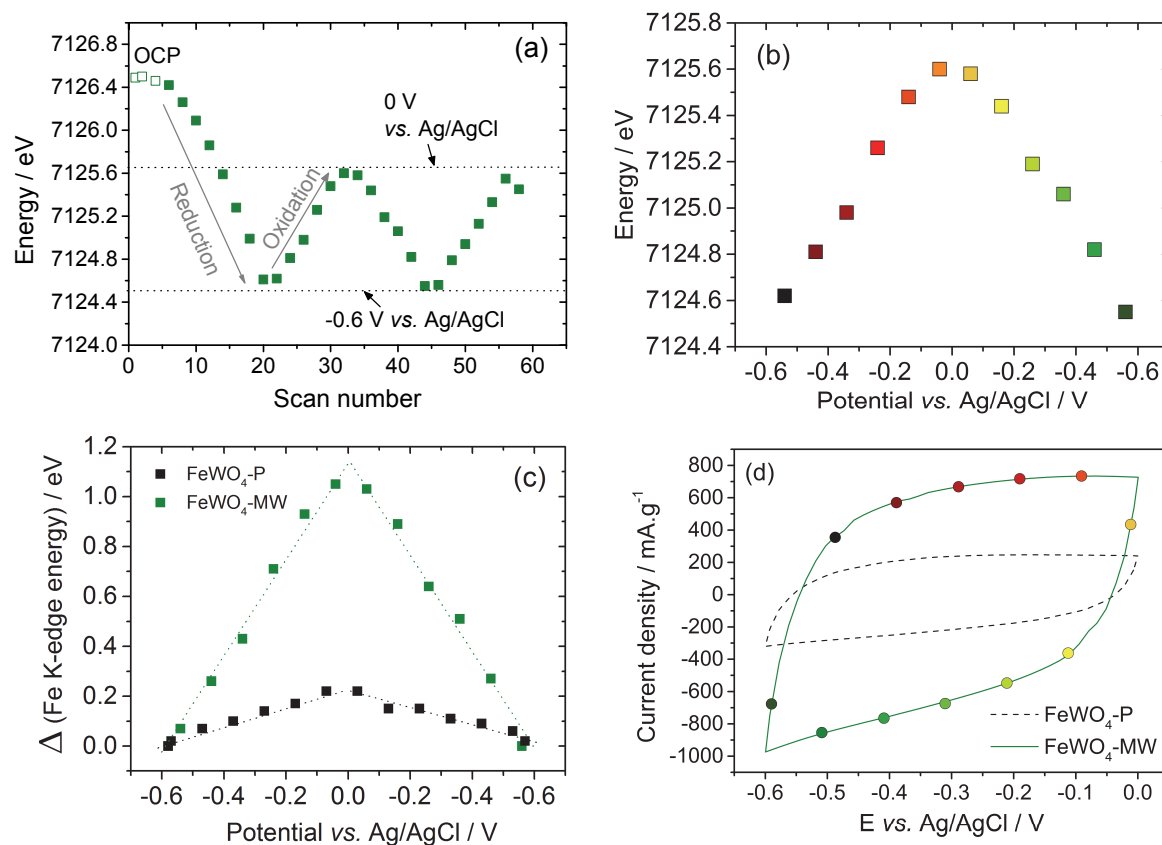 (a)
OCP
0 V
vs. Ag/AgCl
Reduction
Oxidation
-0.6 V vs. Ag/AgCl
7126.8
7126.4
7126.0
7125.6
7125.2
7124.8
7124.4
7124.0
Energy / eV
0 10 20 30 40 50 60
Scan number
(b)
7125.8
7125.6
7125.4
7125.2
7125.0
7124.8
7124.6
7124.4
Energy / eV
-0.6 -0.4 -0.2 0.0 -0.2 -0.4 -0.6
Potential vs. Ag/AgCl / V
(c)
FeWO4-P
FeWO4-MW
1.2
1.0
0.8
0.6
0.4
0.2
0.0
Δ (Fe K-edge energy) / eV
-0.6 -0.4 -0.2 0.0 -0.2 -0.4 -0.6
Potential vs. Ag/AgCl / V
(d)
800
600
400
200
0
-200
-400
-600
-800
-1000
Current density / mA.g-1
FeWO4-P
FeWO4-MW
-0.6 -0.5 -0.4 -0.3 -0.2 -0.1 0.0
E vs. Ag/AgCl / V